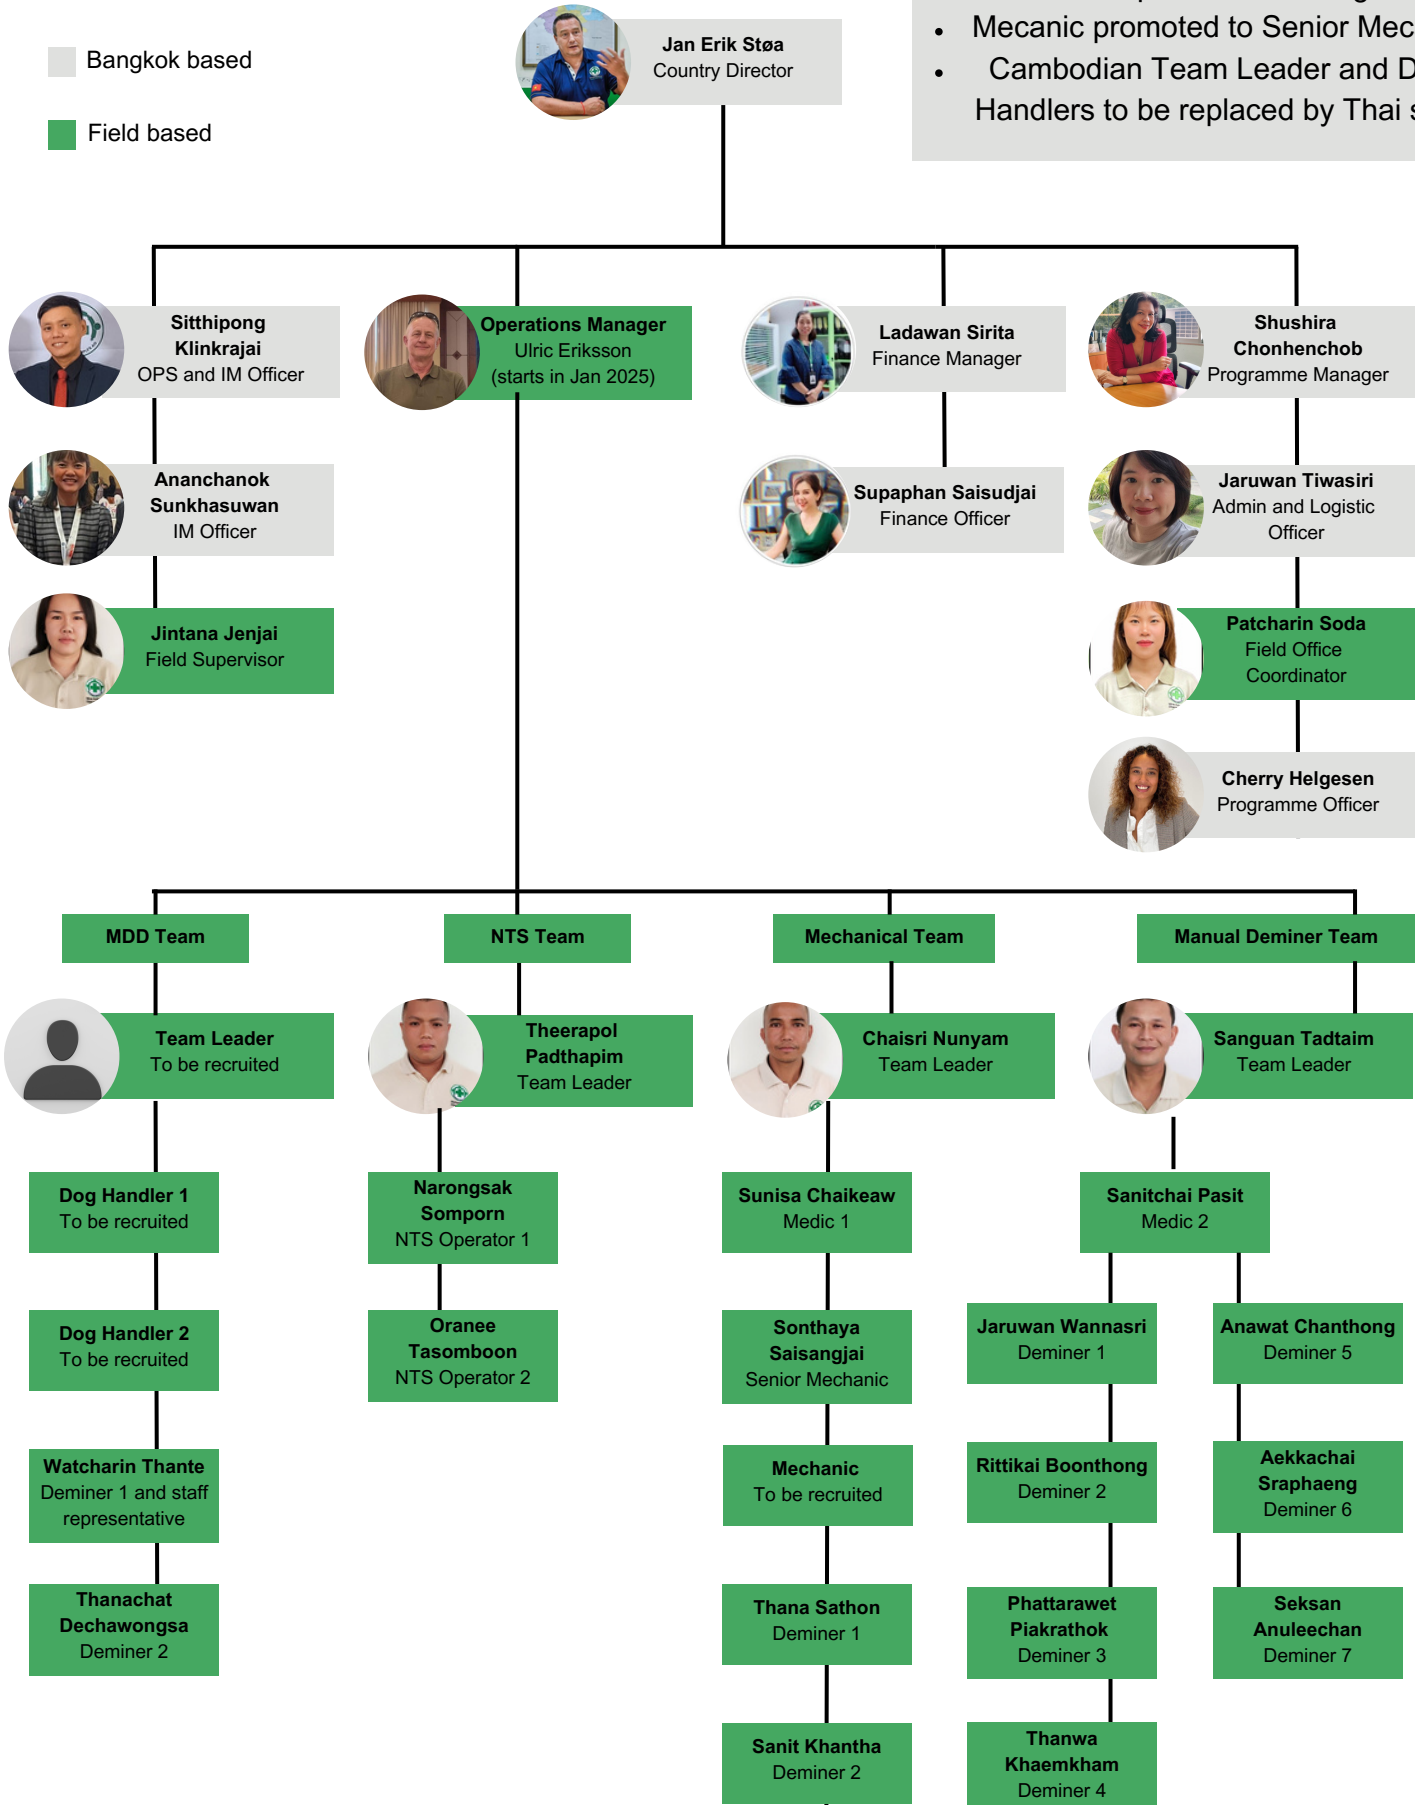 Mecanic promoted to Senior Mec
Cambodian Team Leader and D
Handlers to be replaced by Thai s
Bangkok based
Field based
Jan Erik Støa
Country Director
Sitthipong
Klinkrajai
OPS and IM Officer
Operations Manager
Ulric Eriksson
(starts in Jan 2025)
Ladawan Sirita
Finance Manager
Shushira
Chonhenchob
Programme Manager
Ananchanok
Sunkhasuwan
IM Officer
Supaphan Saisudjai
Finance Officer
Jaruwan Tiwasiri
Admin and Logistic
Officer
Jintana Jenjai
Field Supervisor
Patcharin Soda
Field Office
Coordinator
Cherry Helgesen
Programme Officer
MDD Team
NTS Team
Mechanical Team
Manual Deminer Team
Team Leader
To be recruited
Theerapol
Padthapim
Team Leader
Chaisri Nunyam
Team Leader
Sanguan Tadtaim
Team Leader
Dog Handler 1
To be recruited
Narongsak
Somporn
NTS Operator 1
Sunisa Chaikeaw
Medic 1
Sanitchai Pasit
Medic 2
Dog Handler 2
To be recruited
Oranee
Tasomboon
NTS Operator 2
Sonthaya
Saisangjai
Senior Mechanic
Jaruwan Wannasri
Deminer 1
Anawat Chanthong
Deminer 5
Watcharin Thante
Deminer 1 and staff
representative
Mechanic
To be recruited
Rittikai Boonthong
Deminer 2
Aekkachai
Sraphaeng
Deminer 6
Thanachat
Dechawongsa
Deminer 2
Thana Sathon
Deminer 1
Phattarawet
Piakrathok
Deminer 3
Seksan
Anuleechan
Deminer 7
Sanit Khantha
Deminer 2
Thanwa
Khaemkham
Deminer 4